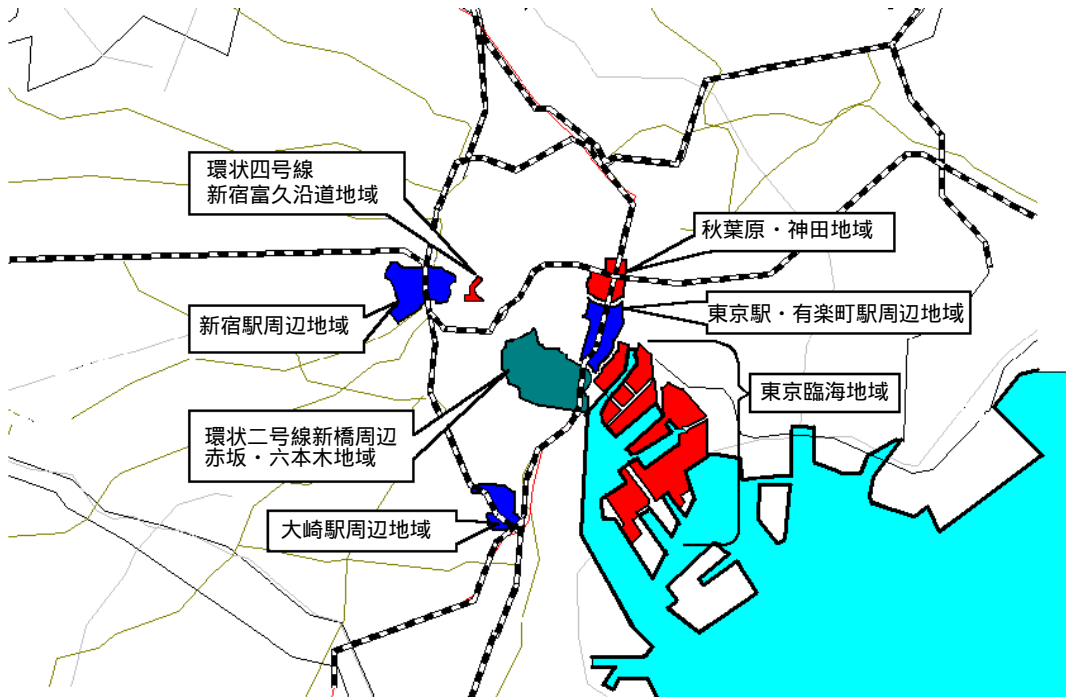 環状四号線
新宿富久沿道地域
秋葉原・神田地域
新宿駅周辺地域
東京駅・有楽町駅周辺地域
東京臨海地域
環状二号線新橋周辺
赤坂・六本木地域
大崎駅周辺地域